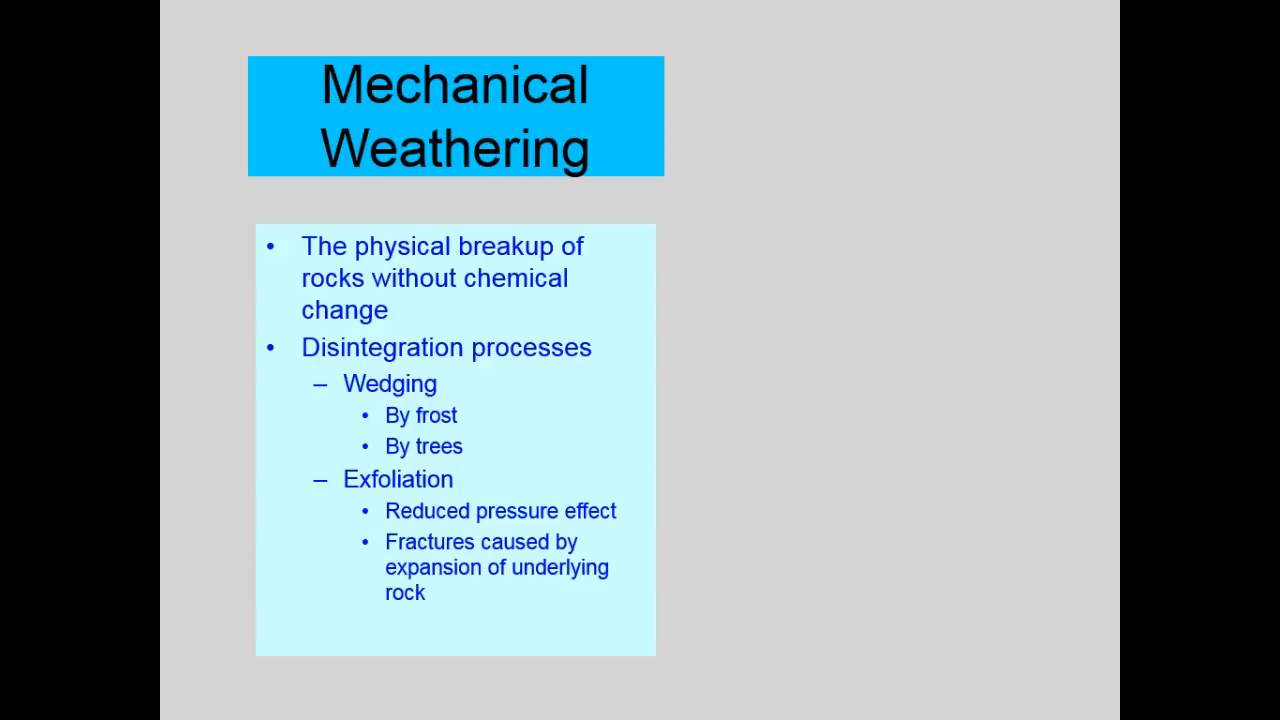 Mechanical
Weathering
• The physical breakup of
rocks without chemical
change
• Disintegration processes
– Wedging
• By frost
• By trees
– Exfoliation
• Reduced pressure effect
• Fractures caused by
expansion of underlying
rock